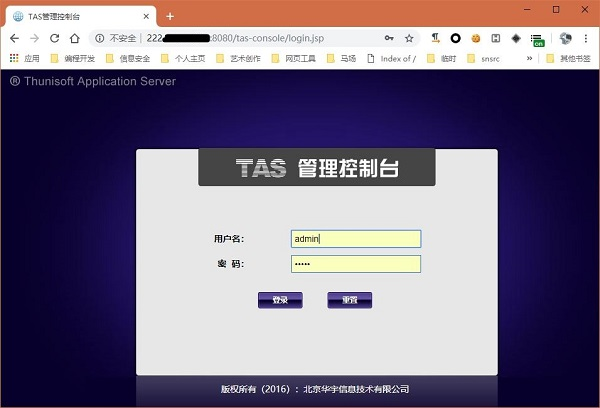 TAS管理控制台
不安全 222 :8080/tas-console/login.jsp
应用 编程开发 信息安全 个人主页 艺术创作 网页工具 马场 Index of / 临时 snsrc » 其他书签
® Thunisoft Application Server
TAS 管理控制台
用户名: admin
密 码: •••••
登录 重置
版权所有(2016):北京华宇信息技术有限公司